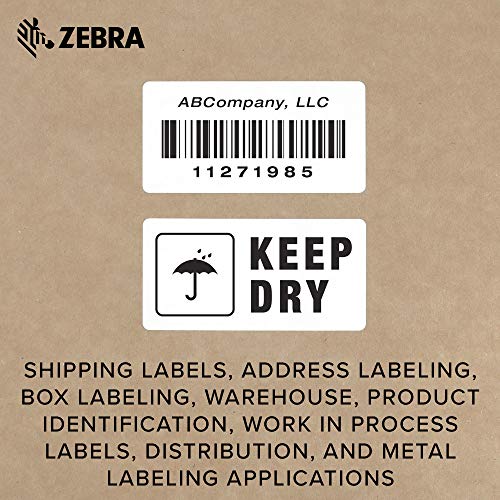 ZEBRA
ABCompany, LLC
11271985
KEEP
DRY
SHIPPING LABELS, ADDRESS LABELING,
BOX LABELING, WAREHOUSE, PRODUCT
IDENTIFICATION, WORK IN PROCESS
LABELS, DISTRIBUTION, AND METAL
LABELING APPLICATIONS